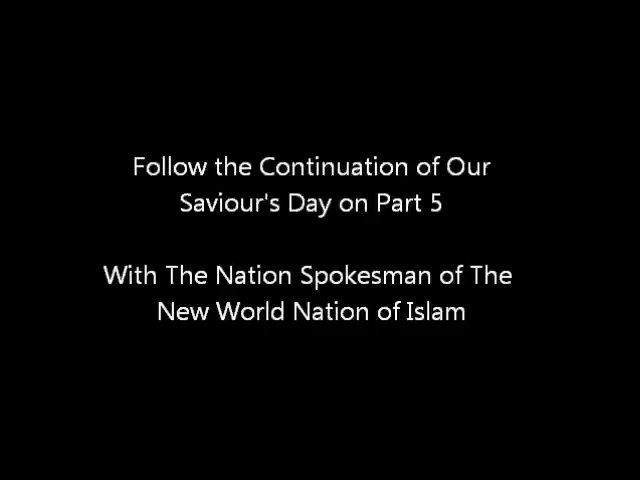 Follow the Continuation of Our
Saviour's Day on Part 5
With The Nation Spokesman of The
New World Nation of Islam